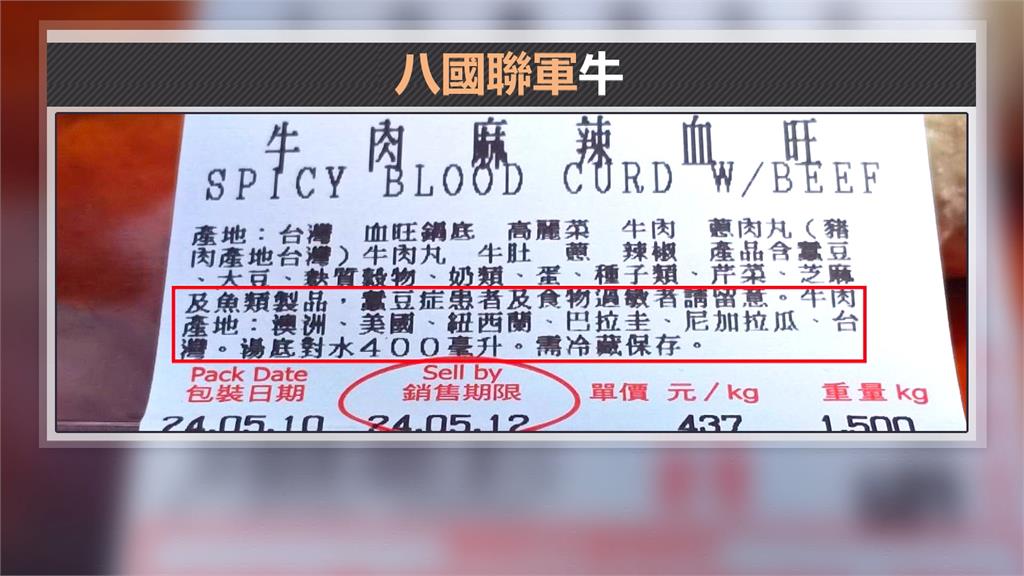 八國聯軍牛
牛肉麻辣血旺
SPICY BLOOD CURD W/BEEF
產地：台灣 血旺鍋底 高麗菜 牛肉 蔥肉丸（豬
肉產地台灣）牛肉丸 牛肚 蔥 辣椒 產品含蠶豆
、大豆、麩質穀物、奶類、蛋、種子類、芹菜、芝麻
及魚類製品，蠶豆症患者及食物過敏者請留意。牛肉
產地：澳洲、美國、紐西蘭、巴拉圭、尼加拉瓜、台
灣。湯底對水400毫升。需冷藏保存。
Pack Date Sell by
包裝日期 銷售期限 單價 元/kg 重量kg
24.05.10 24.05.12 437 1.500